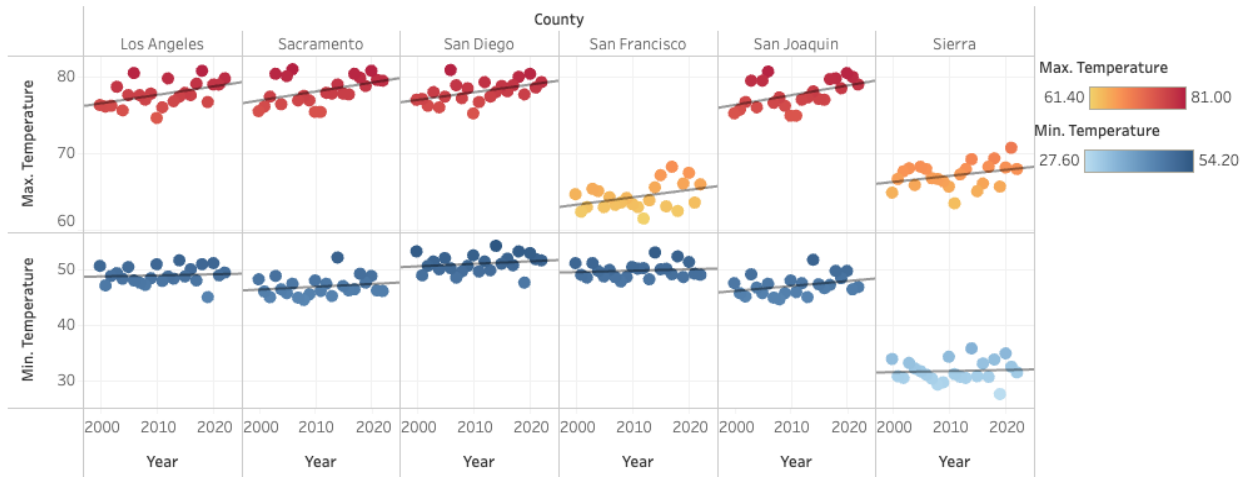 County
Los Angeles Sacramento San Diego San Francisco San Joaquin Sierra
Max. Temperature
80
70
60
Min. Temperature
50
40
30
2000 2010 2020 2000 2010 2020 2000 2010 2020 2000 2010 2020 2000 2010 2020 2000 2010 2020
Year Year Year Year Year Year
Max. Temperature
61.40 81.00
Min. Temperature
27.60 54.20